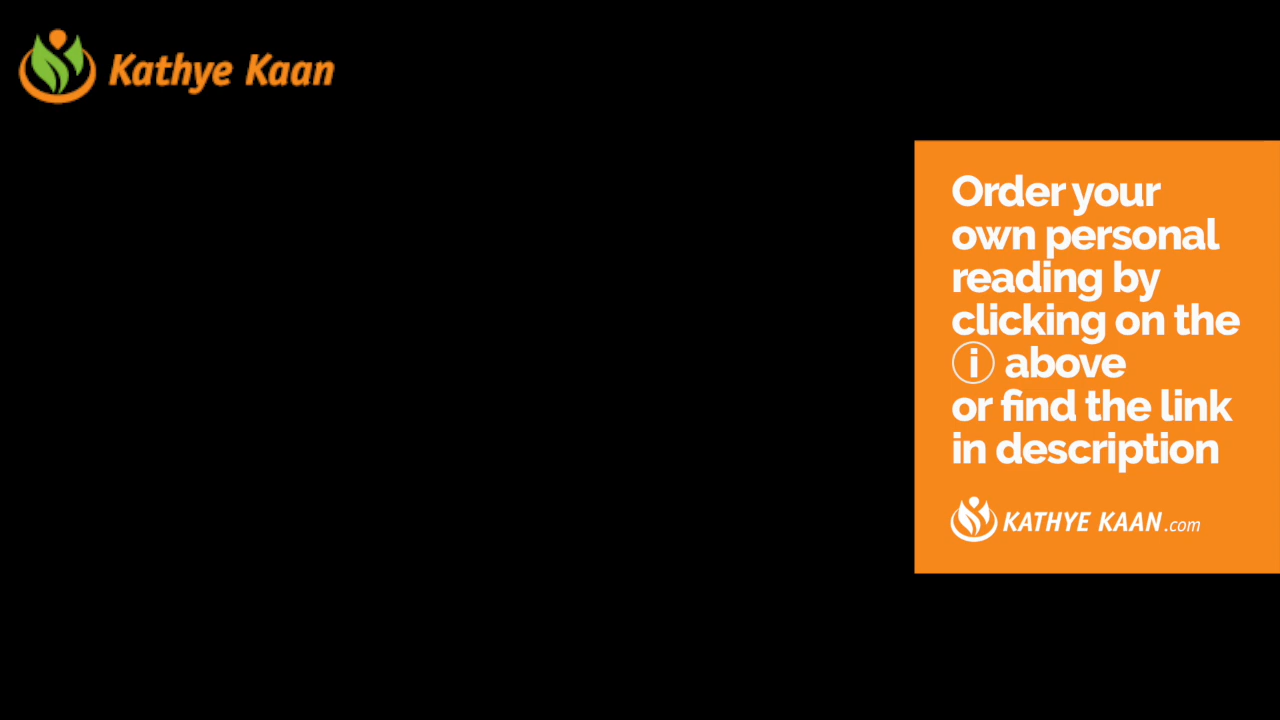 Kathye Kaan
Order your
own personal
reading by
clicking on the
i above
or find the link
in description
KATHYE KAAN.com